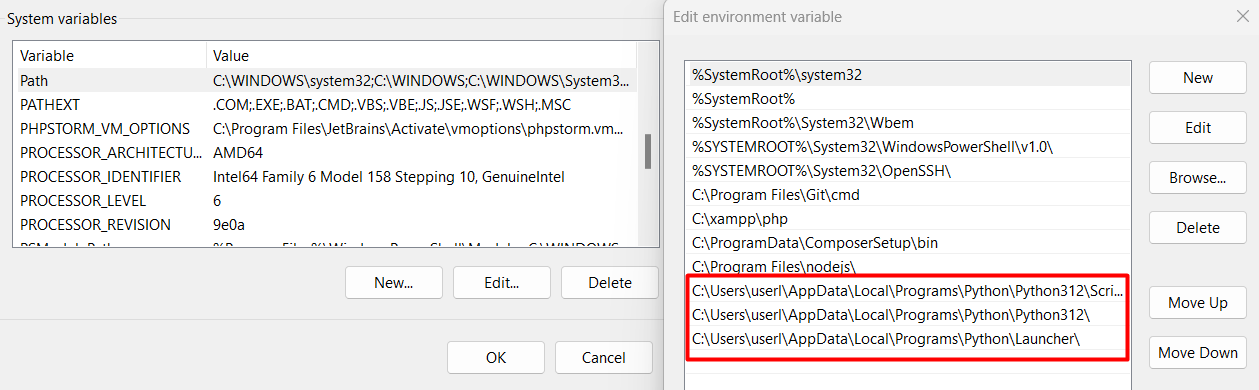 System variables
Variable Value
Path C:\WINDOWS\system32;C:\WINDOWS;C:\WINDOWS\System3...
PATHEXT .COM;.EXE;.BAT;.CMD;.VBS;.VBE;.JS;.JSE;.WSF;.WSH;.MSC
PHPSTORM_VM_OPTIONS C:\Program Files\JetBrains\Activate\vmoptions\phpstorm.vm...
PROCESSOR_ARCHITECTU... AMD64
PROCESSOR_IDENTIFIER Intel64 Family 6 Model 158 Stepping 10, GenuineIntel
PROCESSOR_LEVEL 6
PROCESSOR_REVISION 9e0a
New... Edit... Delete
OK Cancel
Edit environment variable
%SystemRoot%\system32
%SystemRoot%
%SystemRoot%\System32\Wbem
%SYSTEMROOT%\System32\WindowsPowerShell\v1.0\
%SYSTEMROOT%\System32\OpenSSH\
C:\Program Files\Git\cmd
C:\xampp\php
C:\ProgramData\ComposerSetup\bin
C:\Program Files\nodejs\
C:\Users\userl\AppData\Local\Programs\Python\Python312\Scri...
C:\Users\userl\AppData\Local\Programs\Python\Python312\
C:\Users\userl\AppData\Local\Programs\Python\Launcher\
New
Edit
Browse...
Delete
Move Up
Move Down